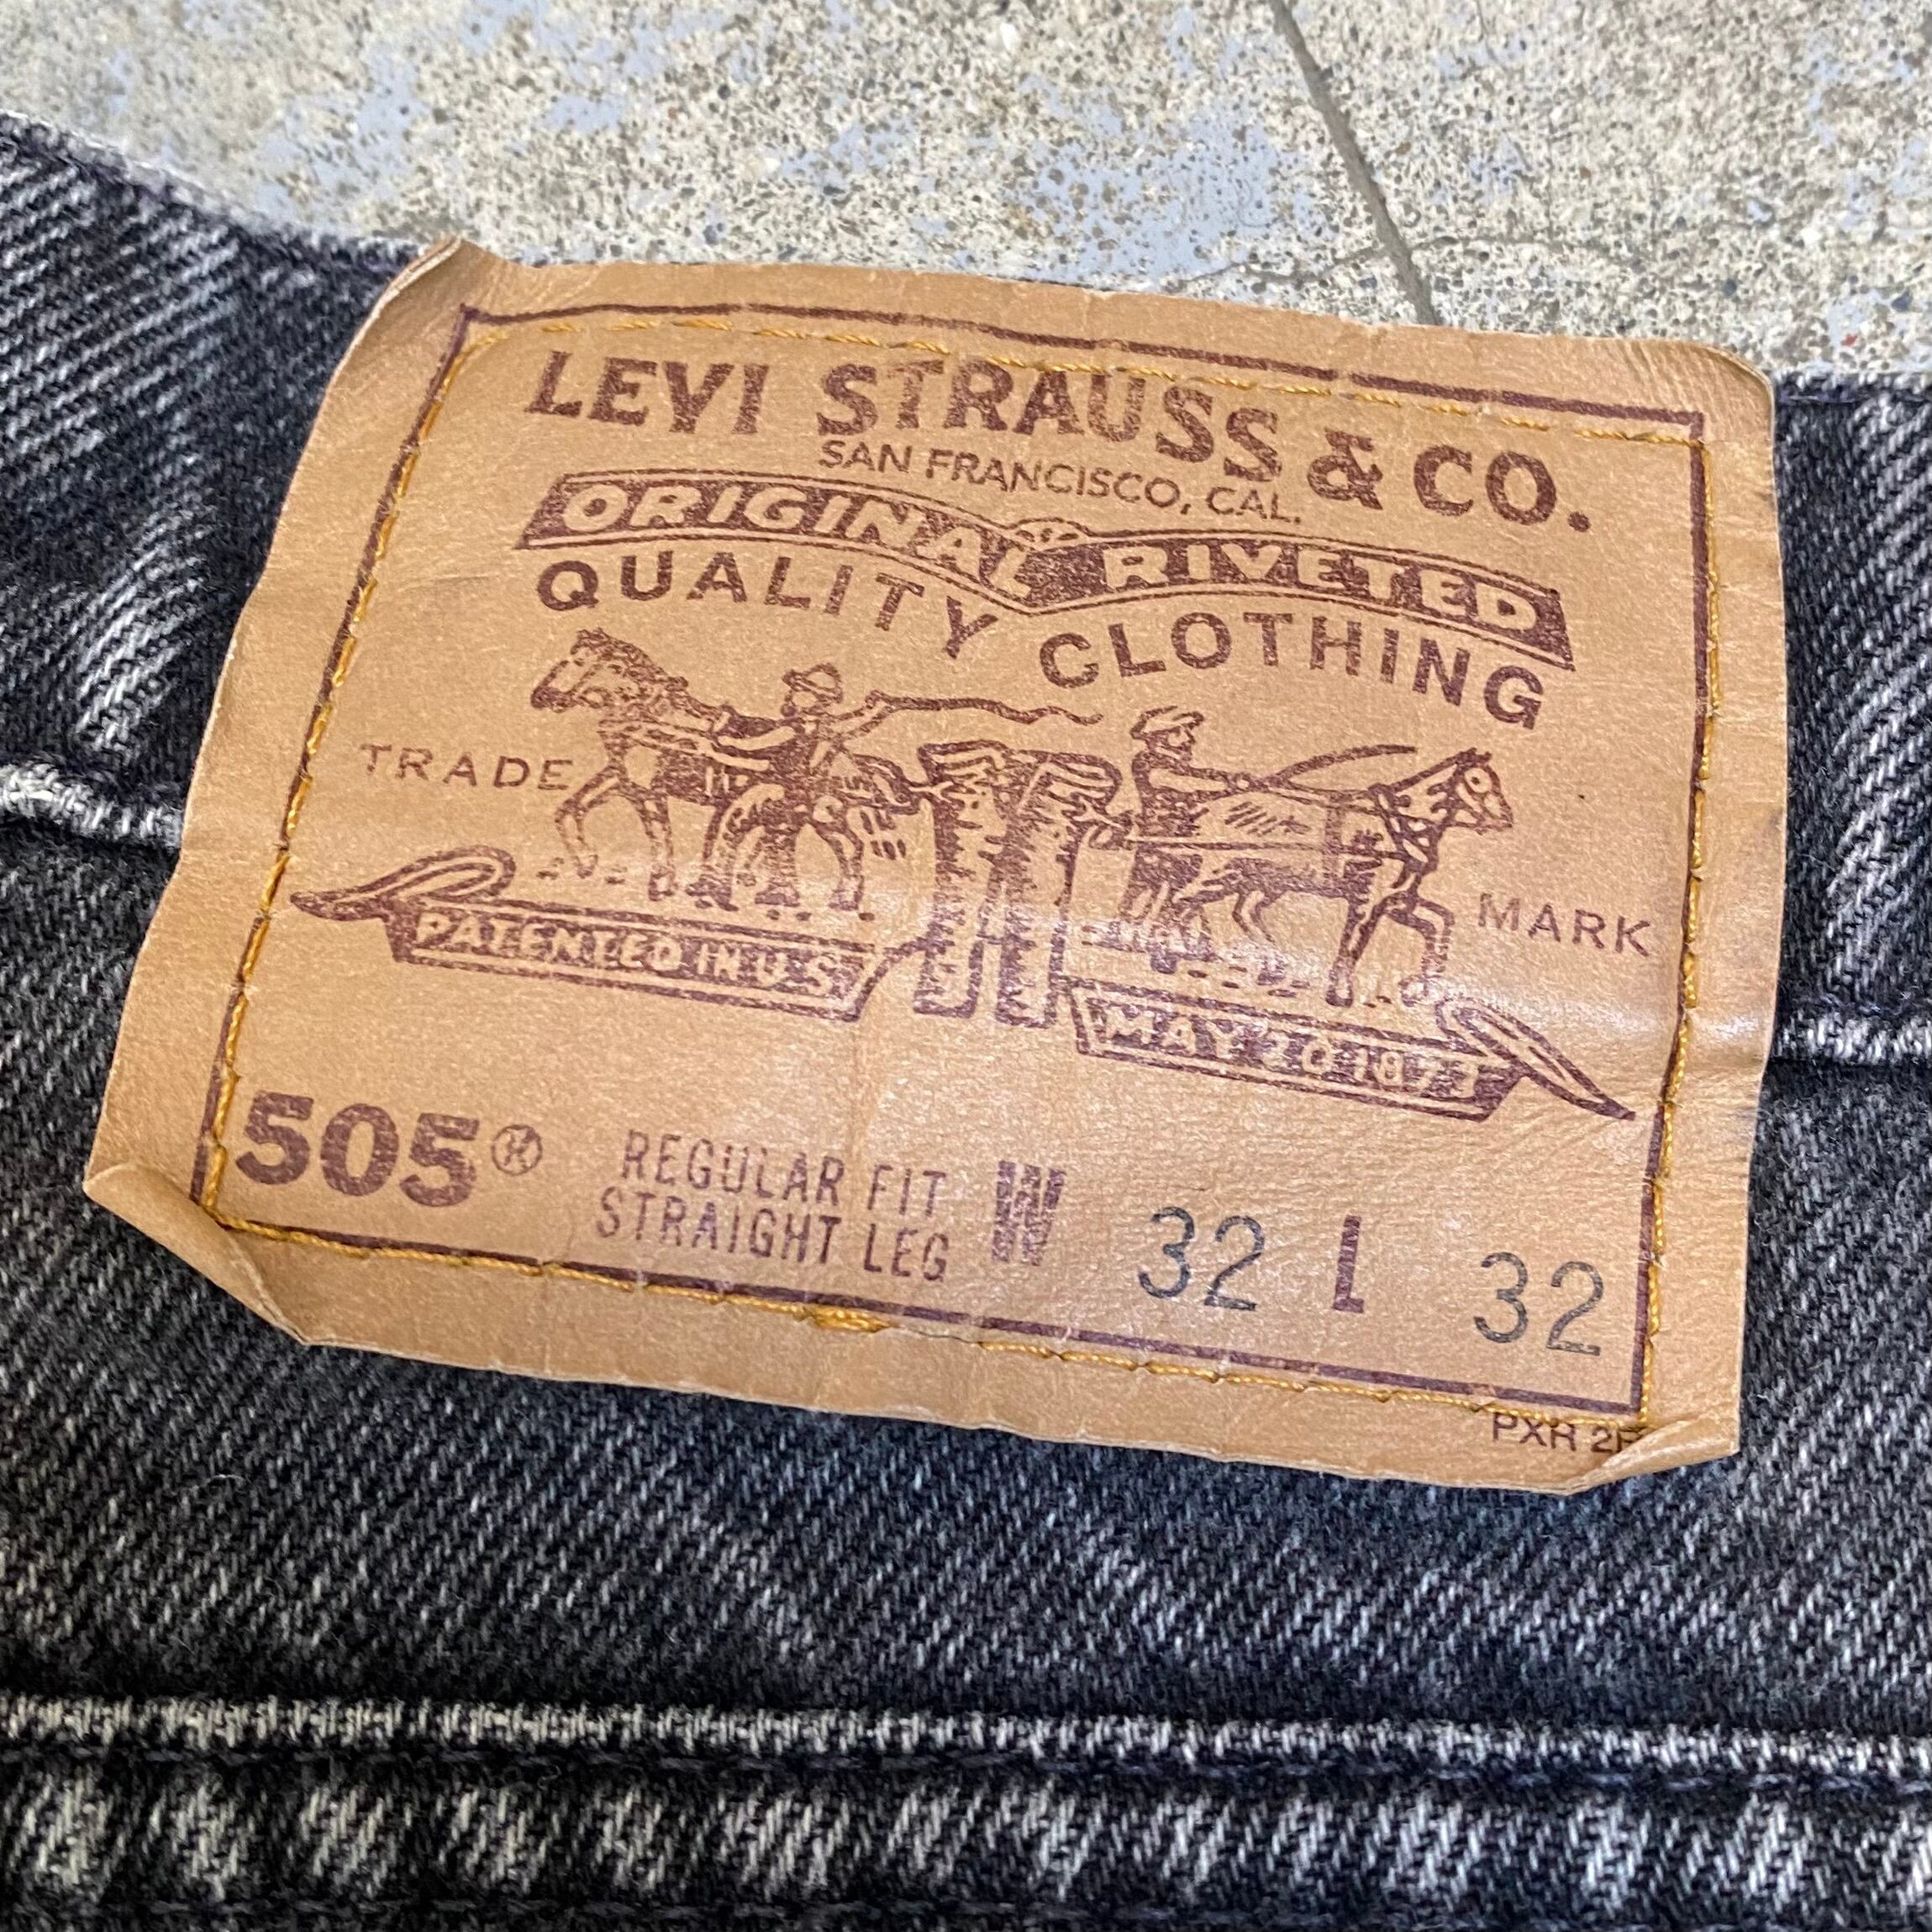 LEVI STRAUSS & CO.
SAN FRANCISCO, CAL.
ORIGINAL RIVETED
QUALITY CLOTHING
TRADE MARK
PATENTED IN U.S. MAY 20 1873
505® REGULAR FIT STRAIGHT LEG W 32 L 32
PXR